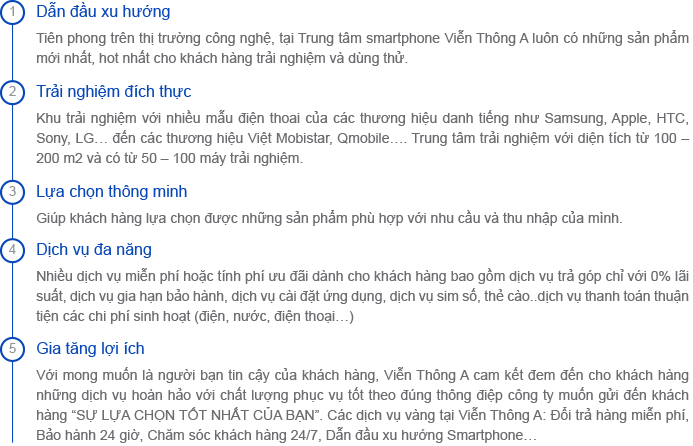 1 Dẫn đầu xu hướng
Tiên phong trên thị trường công nghệ, tại Trung tâm smartphone Viễn Thông A luôn có những sản phẩm
mới nhất, hot nhất cho khách hàng trải nghiệm và dùng thử.
2 Trải nghiệm đích thực
Khu trải nghiệm với nhiều mẫu điện thoai của các thương hiệu danh tiếng như Samsung, Apple, HTC,
Sony, LG… đến các thương hiệu Việt Mobistar, Qmobile…. Trung tâm trải nghiệm với diện tích từ 100 –
200 m2 và có từ 50 – 100 máy trải nghiệm.
3 Lựa chọn thông minh
Giúp khách hàng lựa chọn được những sản phẩm phù hợp với nhu cầu và thu nhập của mình.
4 Dịch vụ đa năng
Nhiều dịch vụ miễn phí hoặc tính phí ưu đãi dành cho khách hàng bao gồm dịch vụ trả góp chỉ với 0% lãi
suất, dịch vụ gia hạn bảo hành, dịch vụ cài đặt ứng dụng, dịch vụ sim số, thẻ cào..dịch vụ thanh toán thuận
tiện các chi phí sinh hoạt (điện, nước, điện thoại…)
5 Gia tăng lợi ích
Với mong muốn là người bạn tin cậy của khách hàng, Viễn Thông A cam kết đem đến cho khách hàng
những dịch vụ hoàn hảo với chất lượng phục vụ tốt theo đúng thông điệp công ty muốn gửi đến khách
hàng “SỰ LỰA CHỌN TỐT NHẤT CỦA BẠN”. Các dịch vụ vàng tại Viễn Thông A: Đổi trả hàng miễn phí,
Bảo hành 24 giờ, Chăm sóc khách hàng 24/7, Dẫn đầu xu hướng Smartphone…